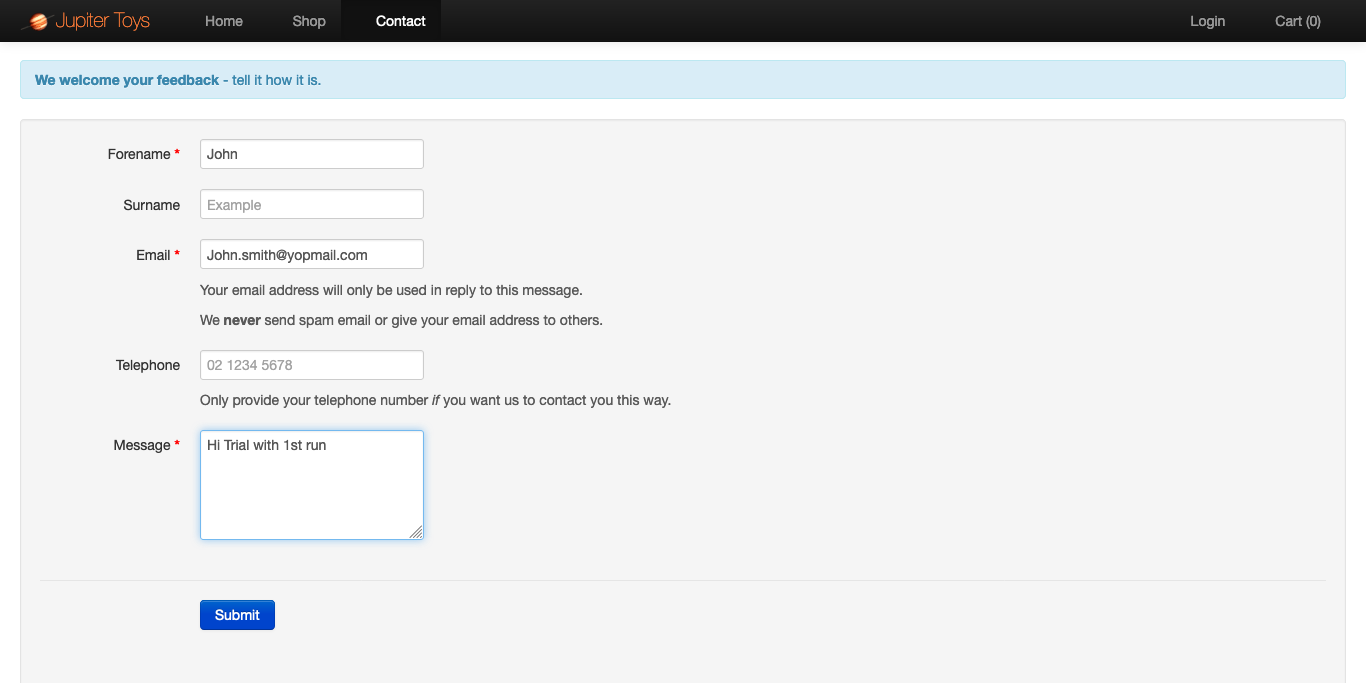 Jupiter Toys Home Shop Contact Login Cart (0)
We welcome your feedback - tell it how it is.
Forename * John
Surname Example
Email * John.smith@yopmail.com
Your email address will only be used in reply to this message.
We never send spam email or give your email address to others.
Telephone 02 1234 5678
Only provide your telephone number if you want us to contact you this way.
Message * Hi Trial with 1st run
Submit